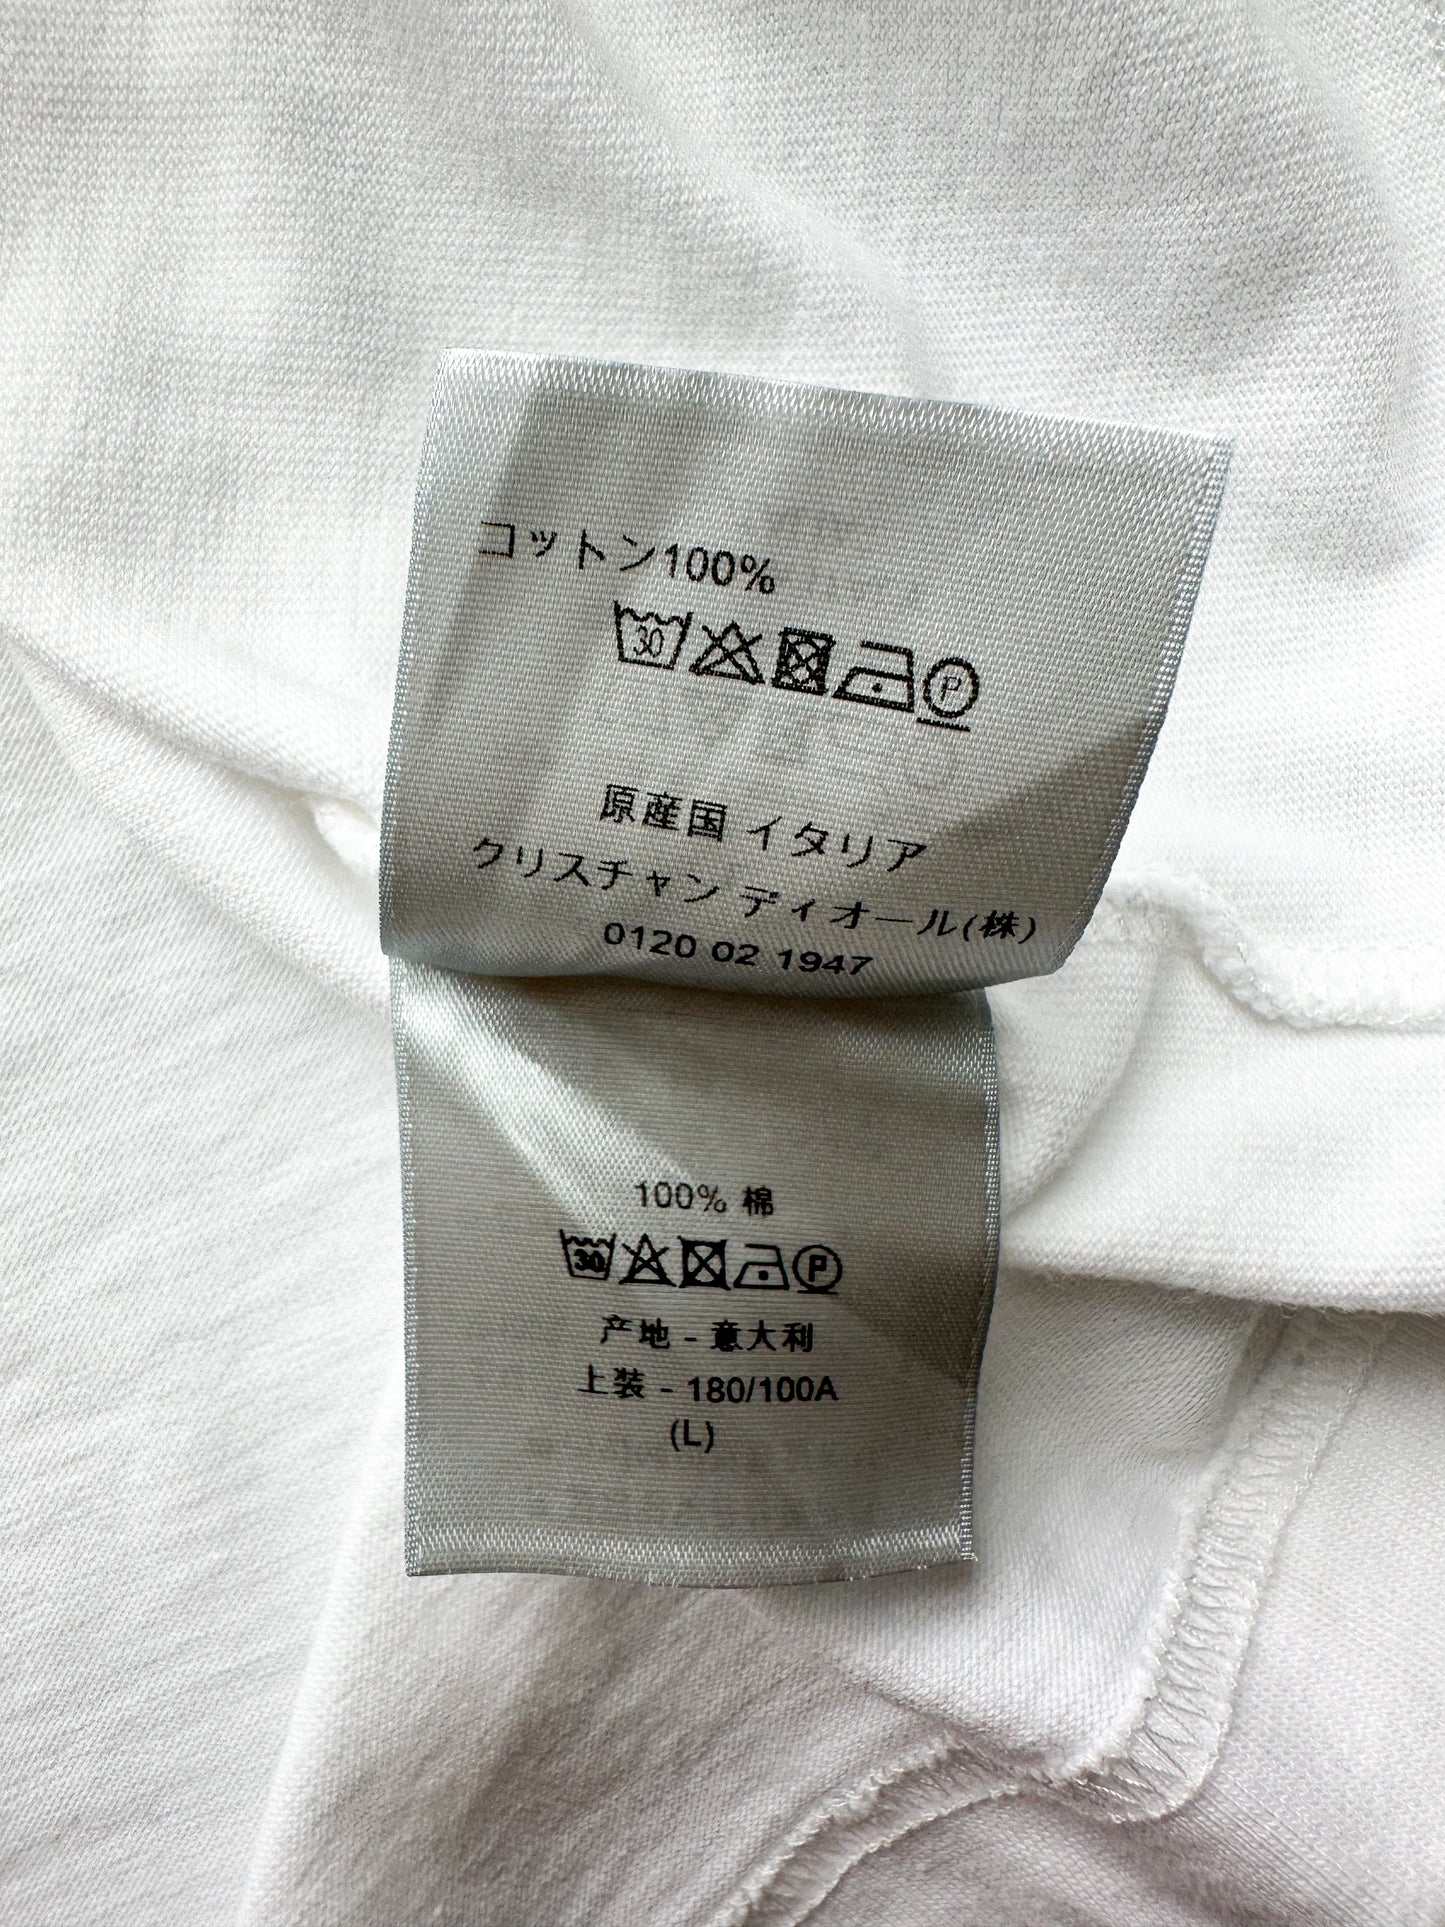 コットン100%
30 P
原産国 イタリア
クリスチャン ディオール(株)
0120 02 1947
100% 棉
30 P
产地 - 意大利
上装 - 180/100A
(L)